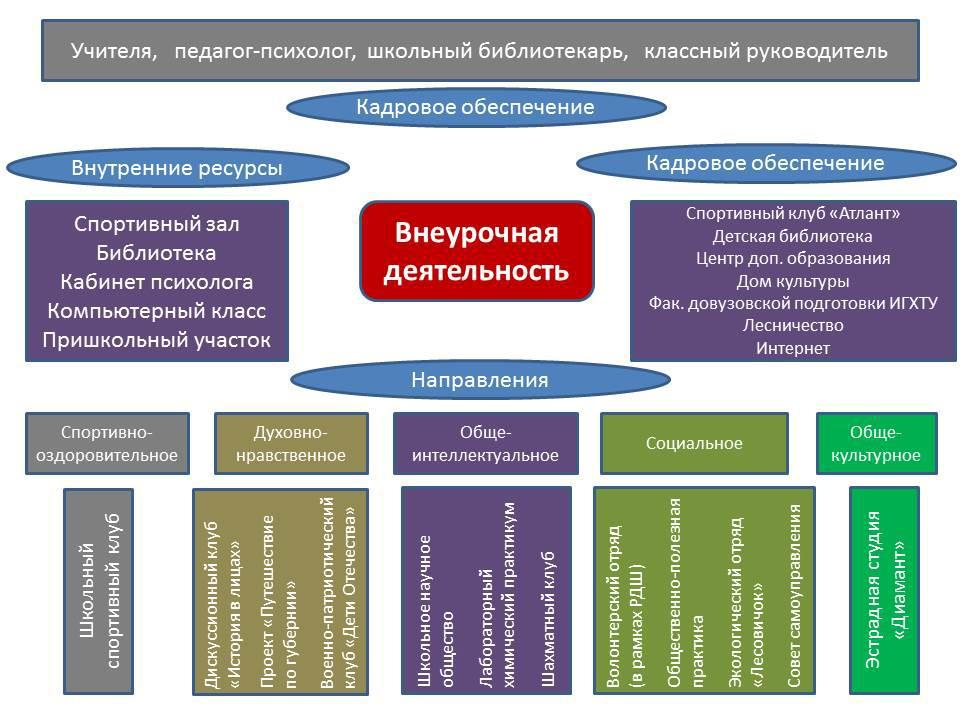 Учителя, педагог-психолог, школьный библиотекарь, классный руководитель
Кадровое обеспечение
Внутренние ресурсы
Кадровое обеспечение
Спортивный зал
Библиотека
Кабинет психолога
Компьютерный класс
Пришкольный участок
Внеурочная
деятельность
Спортивный клуб «Атлант»
Детская библиотека
Центр доп. образования
Дом культуры
Фак. довузовской подготовки ИГХТУ
Лесничество
Интернет
Направления
Спортивно-
оздоровительное
Духовно-
нравственное
Обще-
интеллектуальное
Социальное
Обще-
культурное
Школьный
спортивный клуб
Дискуссионный клуб
«История в лицах»
Проект «Путешествие
по губернии»
Военно-патриотический
клуб «Дети Отечества»
Школьное научное
общество
Лабораторный
химический практикум
Шахматный клуб
Волонтерский отряд
(в рамках РДШ)
Общественно-полезная
практика
Экологический отряд
«Лесовичок»
Совет самоуправления
Эстрадная студия
«Диамант»